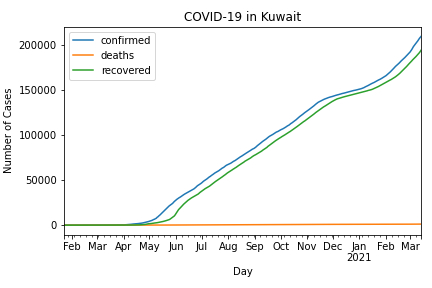 COVID-19 in Kuwait
confirmed
deaths
recovered
Number of Cases
200000
150000
100000
50000
0
Feb Mar Apr May Jun Jul Aug Sep Oct Nov Dec Jan Feb Mar
2021
Day